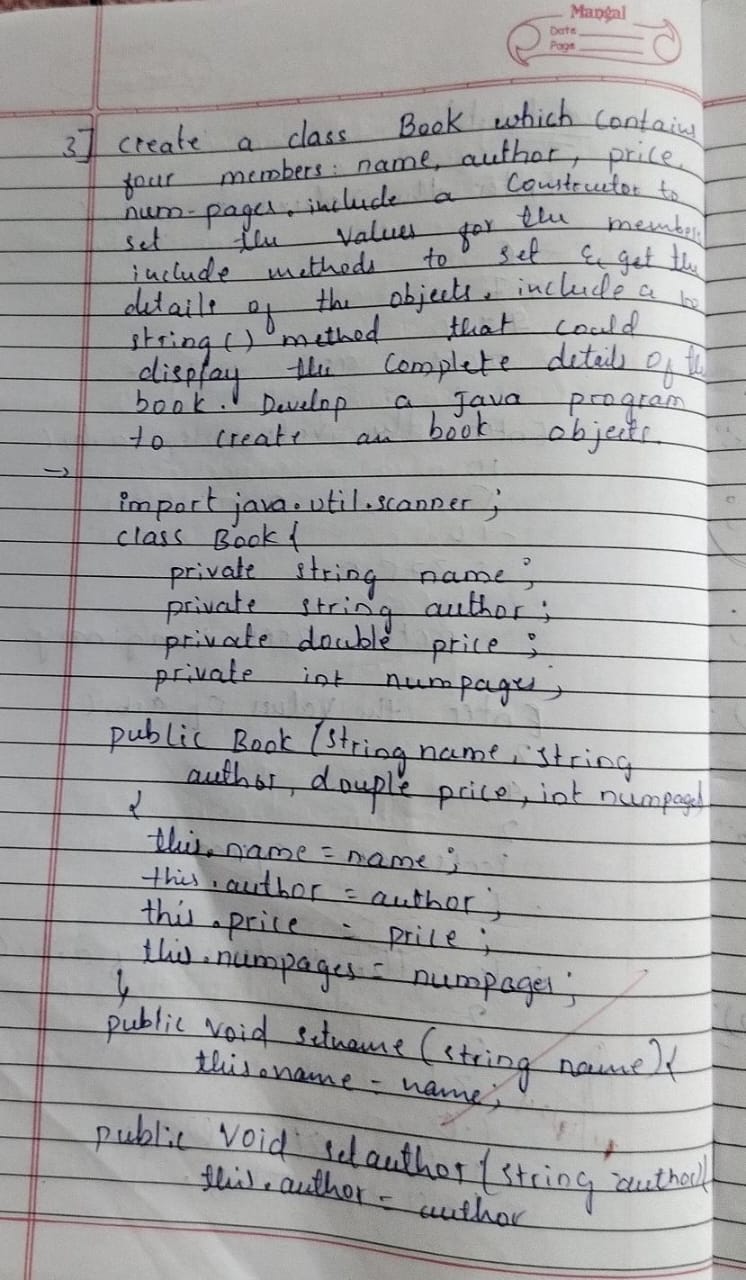 Mangal
Date
Page
3] create a class Book which contains
four members: name, author, price,
num-pages. include a Constructor to
set the values for the members
include methods to set & get the
details of the objects. include a to
string() method that could
display the complete details of the
book. Develop a java program
to create an book objects.
→
import java.util.scanner;
class Book {
private string name;
private string author;
private double price;
private int numpages;
public Book (string name, string
author, douple price, int numpages
{
this.name = name;
this.author = author;
this.price = price;
this.numpages = numpages;
}
public void setname (string name){
this.name = name;
public void setauthor (string author){
this.author = author